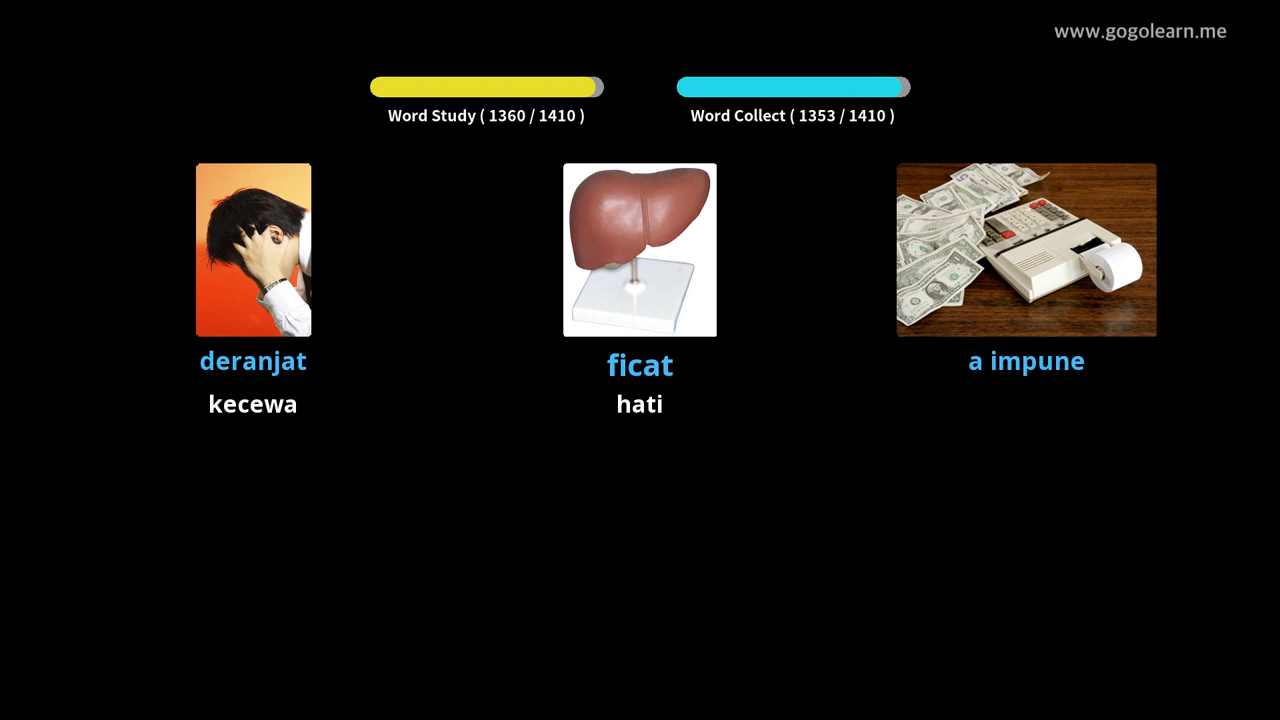 www.gogolearn.me
Word Study ( 1360 / 1410 )
Word Collect ( 1353 / 1410 )
deranjat
kecewa
ficat
hati
a impune